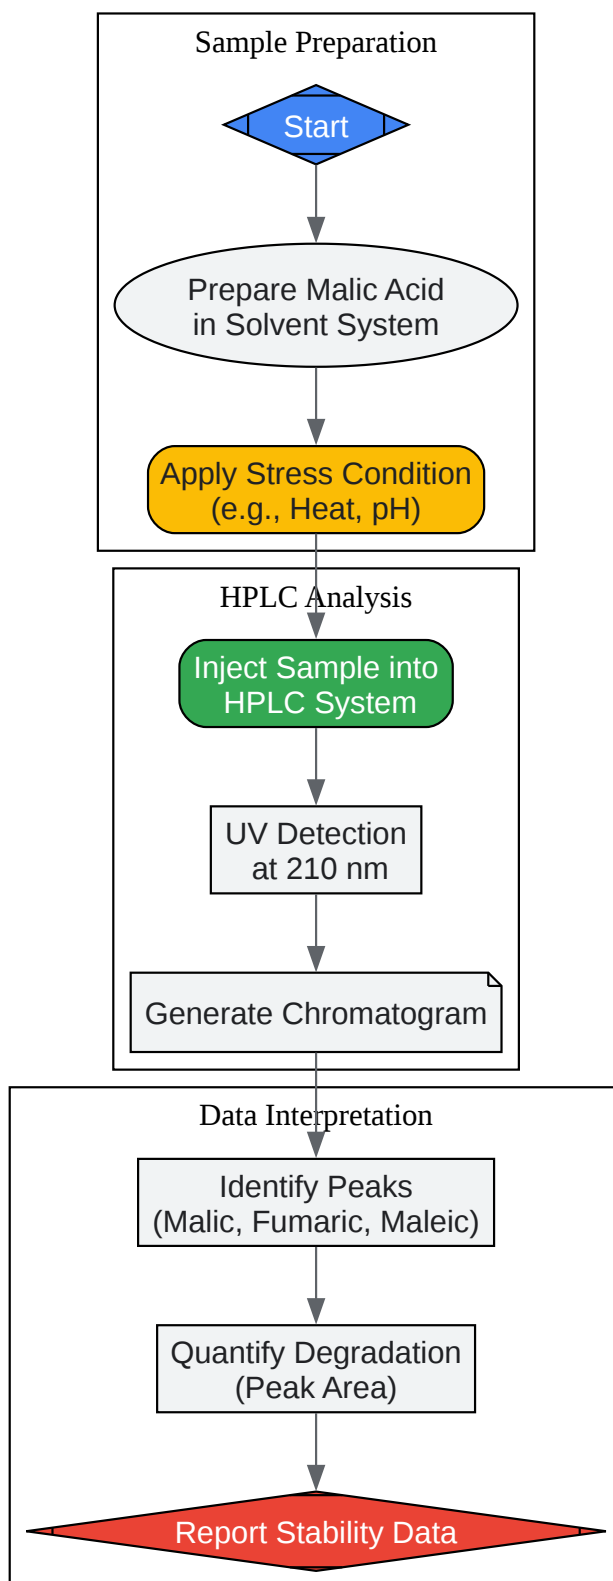 Sample Preparation
Start
Prepare Malic Acid
in Solvent System
Apply Stress Condition
(e.g., Heat, pH)
HPLC Analysis
Inject Sample into
HPLC System
UV Detection
at 210 nm
Generate Chromatogram
Data Interpretation
Identify Peaks
(Malic, Fumaric, Maleic)
Quantify Degradation
(Peak Area)
Report Stability Data